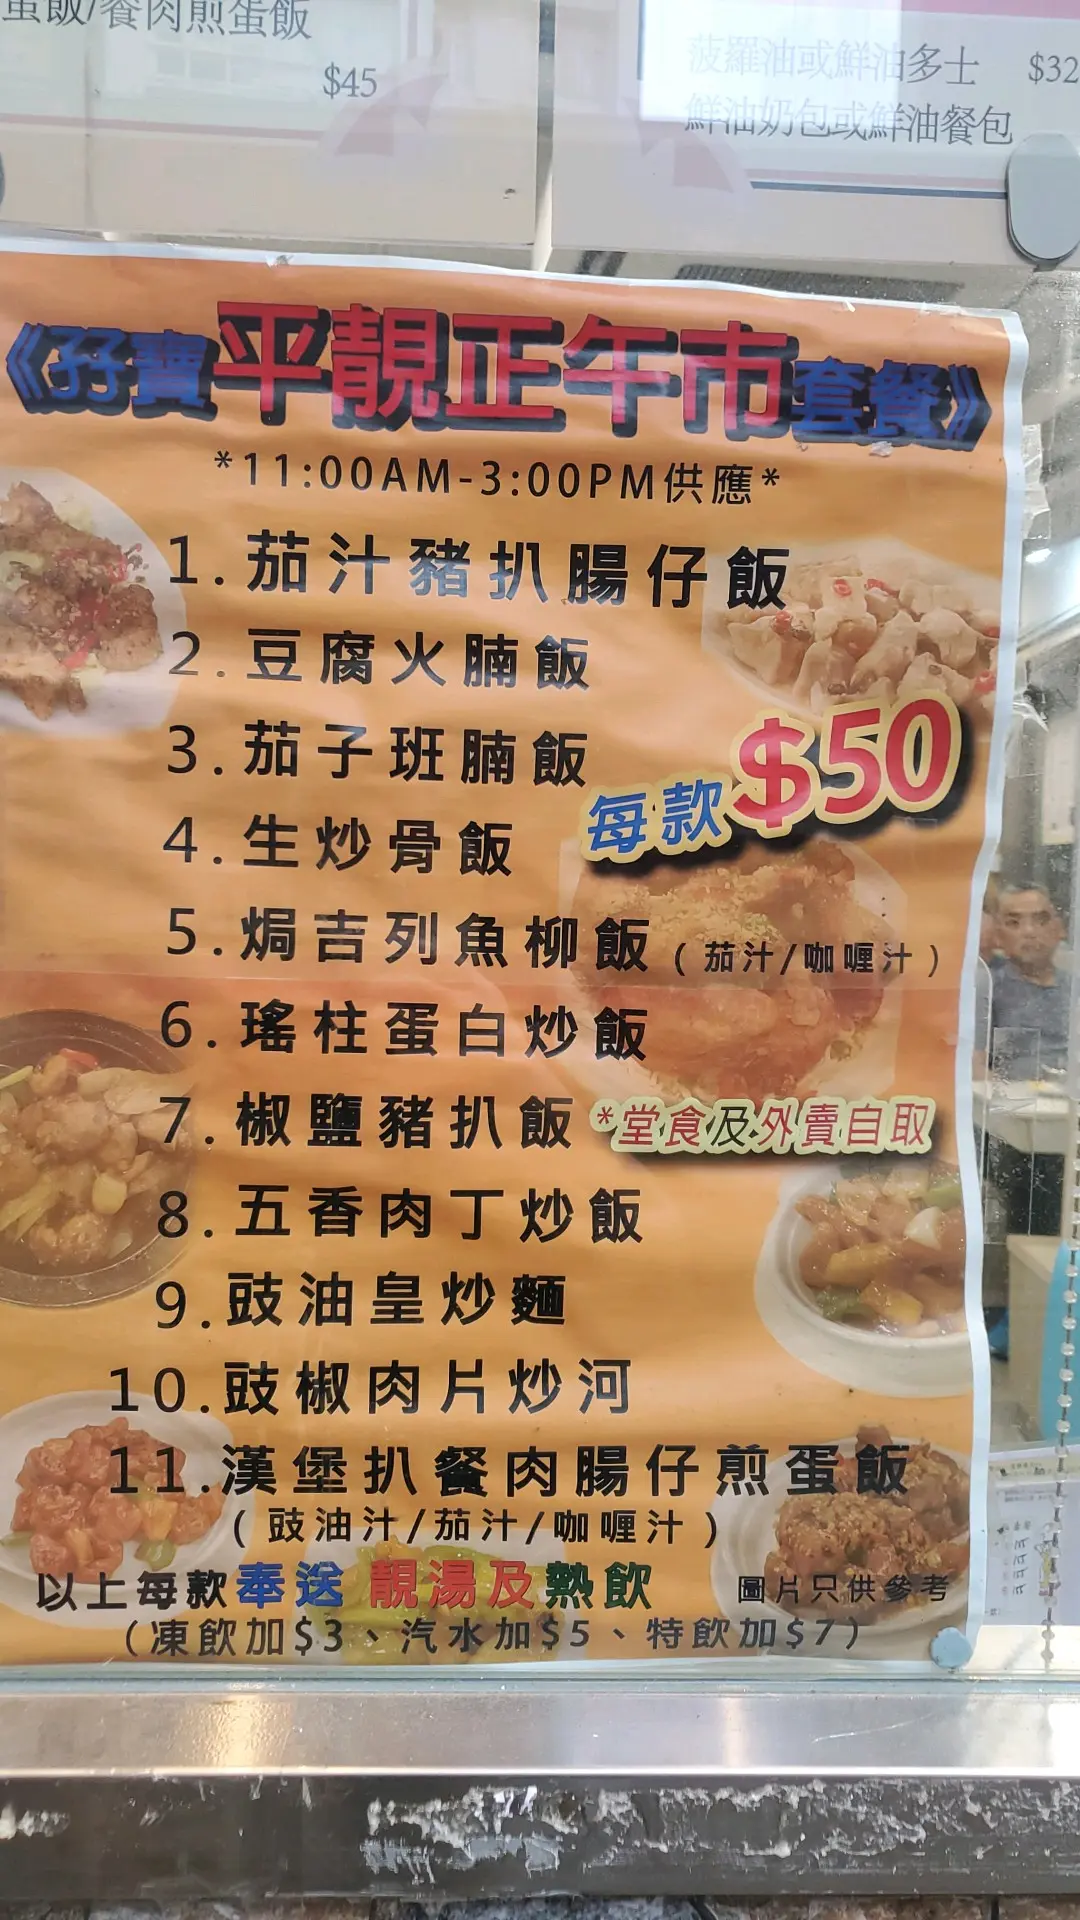 蛋飯/餐肉煎蛋飯
$45
菠羅油或鮮油多士 $32
鮮油奶包或鮮油餐包
《孖寶平靚正午市套餐》
*11:00AM-3:00PM供應*
1.茄汁豬扒腸仔飯
2.豆腐火腩飯
3.茄子班腩飯
每款$50
4.生炒骨飯
5.焗吉列魚柳飯(茄汁/咖喱汁)
6.瑤柱蛋白炒飯
7.椒鹽豬扒飯 *堂食及外賣自取
8.五香肉丁炒飯
9.豉油皇炒麵
10.豉椒肉片炒河
11.漢堡扒餐肉腸仔煎蛋飯
(豉油汁/茄汁/咖喱汁)
以上每款奉送 靚湯及熱飲 圖片只供參考
(凍飲加$3、汽水加$5、特飲加$7)